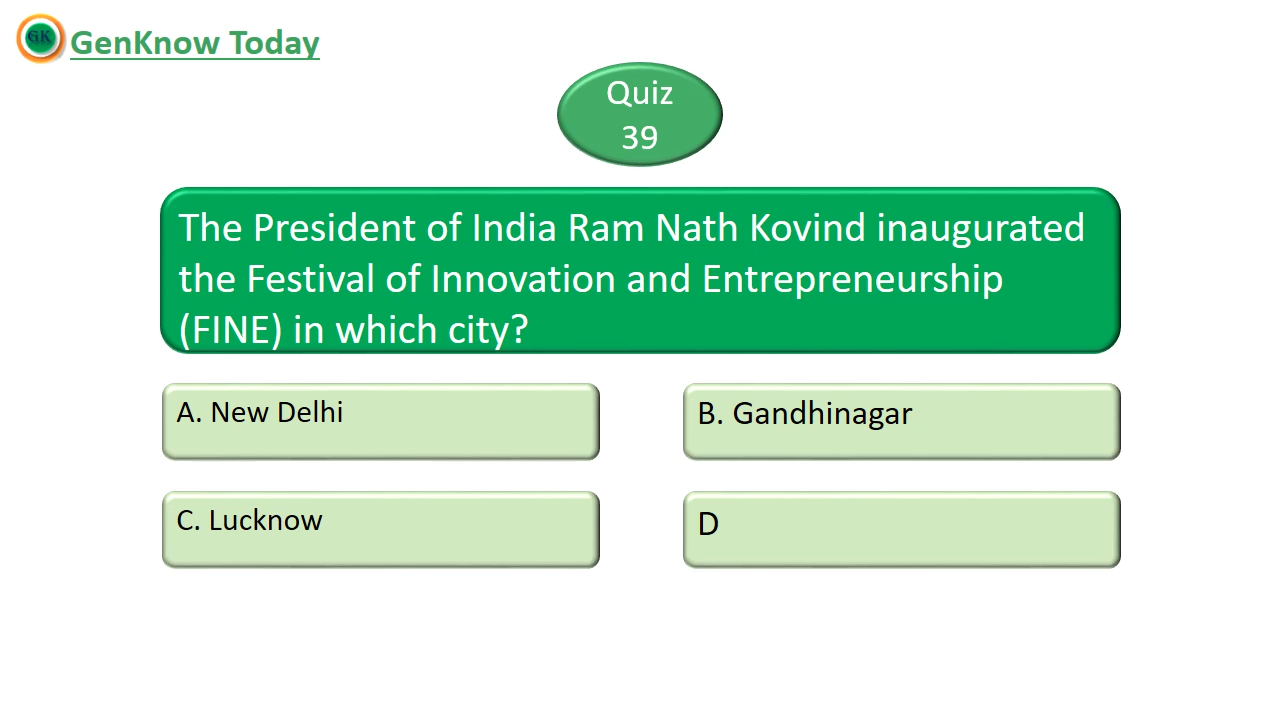 GK GenKnow Today
Quiz
39
The President of India Ram Nath Kovind inaugurated
the Festival of Innovation and Entrepreneurship
(FINE) in which city?
A. New Delhi
B. Gandhinagar
C. Lucknow
D